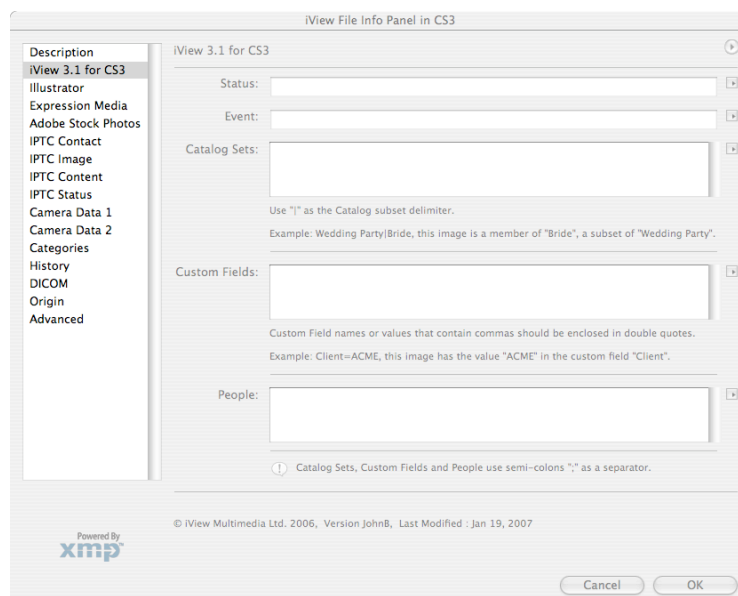 iView File Info Panel in CS3
Description
iView 3.1 for CS3
Illustrator
Expression Media
Adobe Stock Photos
IPTC Contact
IPTC Image
IPTC Content
IPTC Status
Camera Data 1
Camera Data 2
Categories
History
DICOM
Origin
Advanced
Powered By
xmp
iView 3.1 for CS3
Status:
Event:
Catalog Sets:
Use "|" as the Catalog subset delimiter.
Example: Wedding Party|Bride, this image is a member of "Bride", a subset of "Wedding Party".
Custom Fields:
Custom Field names or values that contain commas should be enclosed in double quotes.
Example: Client=ACME, this image has the value "ACME" in the custom field "Client".
People:
! Catalog Sets, Custom Fields and People use semi-colons ";" as a separator.
© iView Multimedia Ltd. 2006, Version JohnB, Last Modified : Jan 19, 2007
Cancel
OK